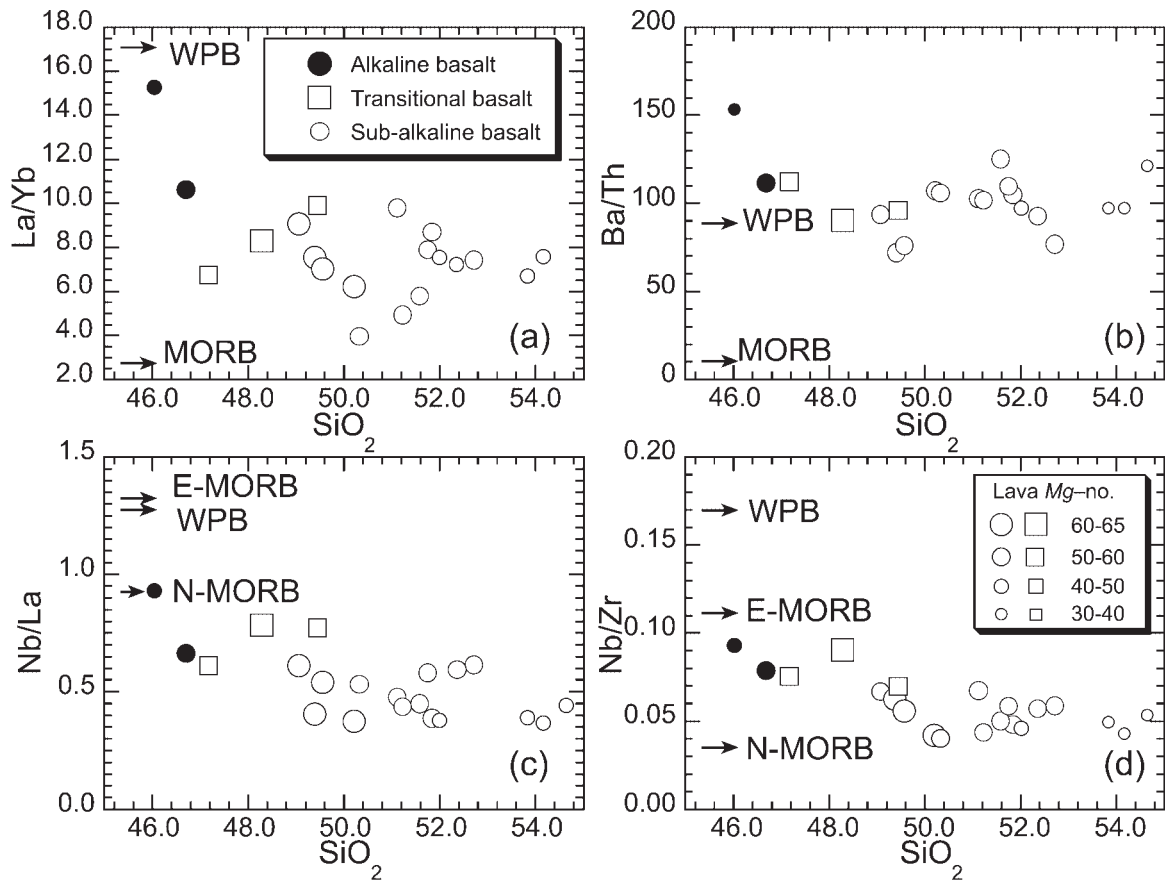 18.0
16.0
14.0
12.0
10.0
8.0
6.0
4.0
2.0
La/Yb
WPB
MORB
Alkaline basalt
Transitional basalt
Sub-alkaline basalt
(a)
46.0 48.0 50.0 52.0 54.0
SiO2
200
150
100
50
0
Ba/Th
WPB
MORB
(b)
46.0 48.0 50.0 52.0 54.0
SiO2
1.5
1.0
0.5
0.0
Nb/La
E-MORB
WPB
N-MORB
(c)
46.0 48.0 50.0 52.0 54.0
SiO2
0.20
0.15
0.10
0.05
0.00
Nb/Zr
WPB
E-MORB
N-MORB
Lava Mg–no.
60-65
50-60
40-50
30-40
(d)
46.0 48.0 50.0 52.0 54.0
SiO2